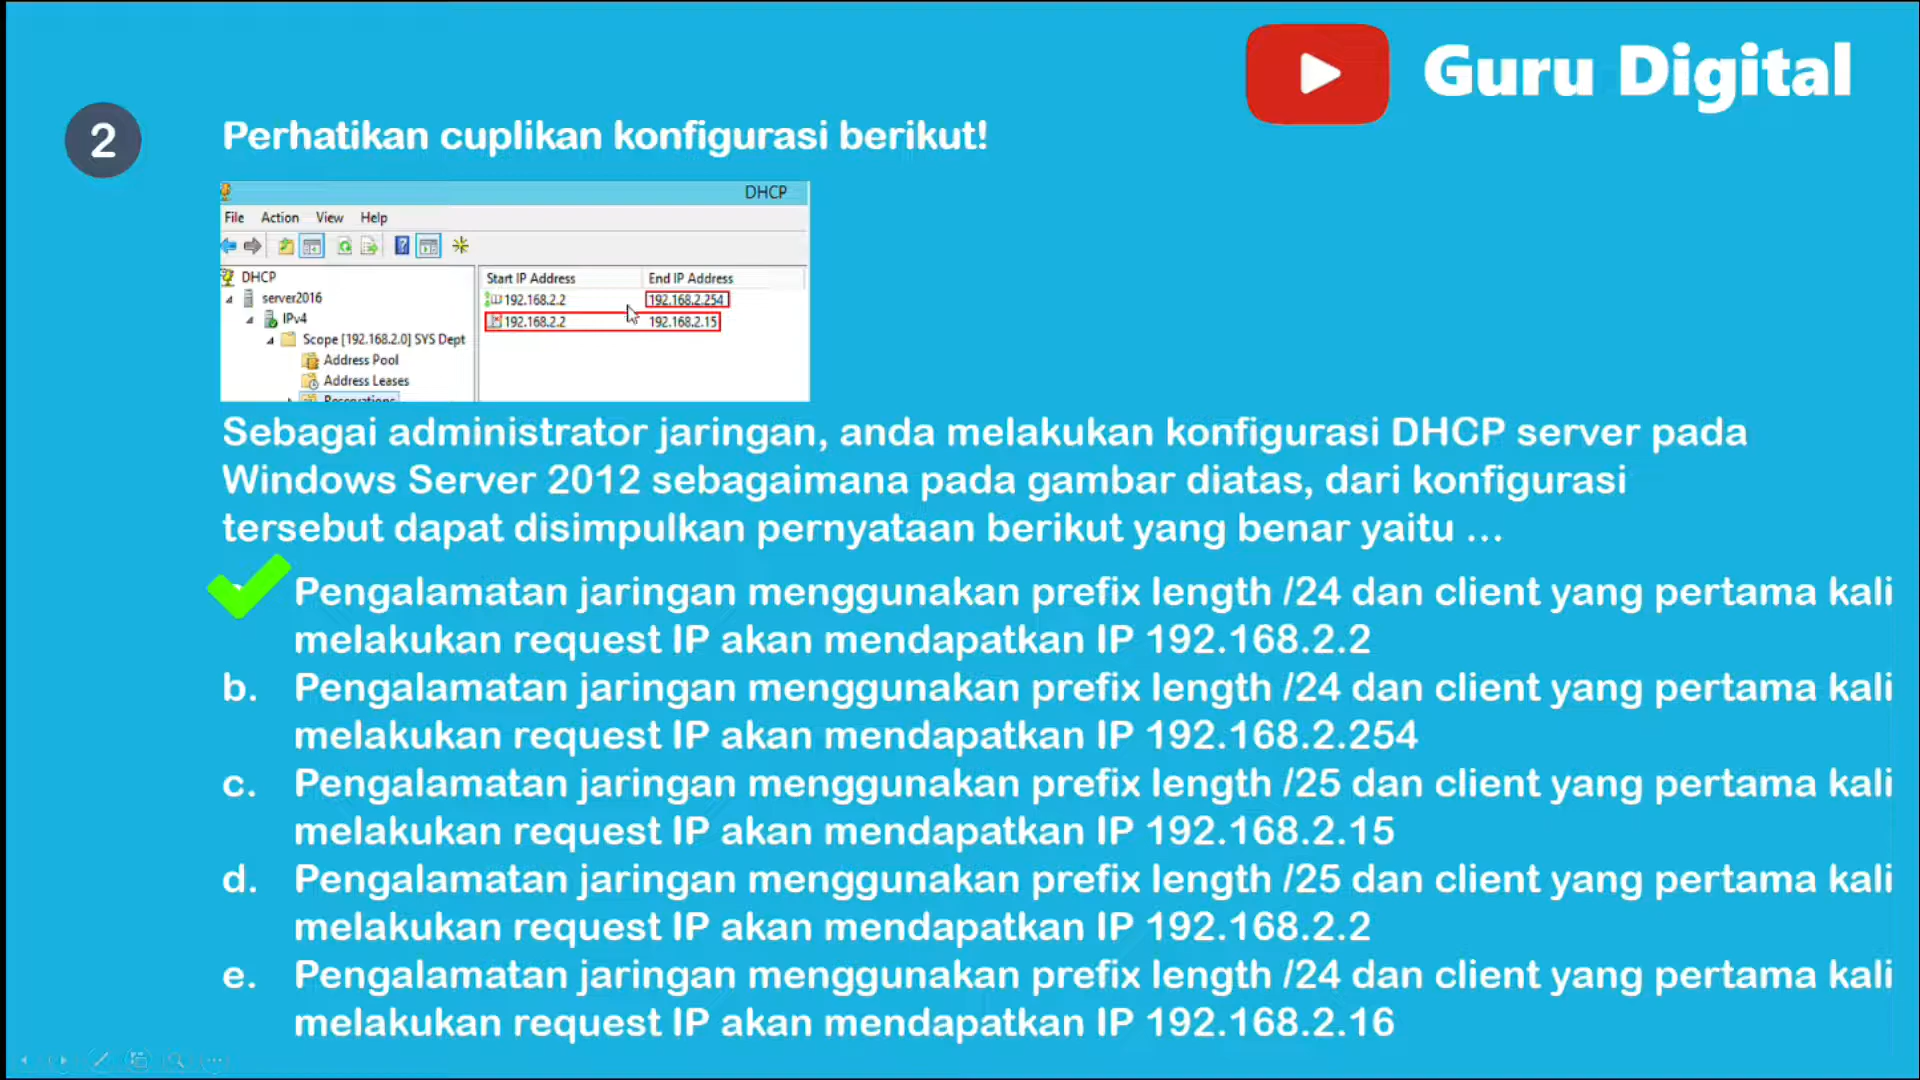 Guru Digital
2
Perhatikan cuplikan konfigurasi berikut!
DHCP
File Action View Help
DHCP
server2016
IPv4
Scope [192.168.2.0] SYS Dept
Address Pool
Address Leases
Reservations
Start IP Address End IP Address
192.168.2.2 192.168.2.254
192.168.2.2 192.168.2.15
Sebagai administrator jaringan, anda melakukan konfigurasi DHCP server pada
Windows Server 2012 sebagaimana pada gambar diatas, dari konfigurasi
tersebut dapat disimpulkan pernyataan berikut yang benar yaitu ...
Pengalamatan jaringan menggunakan prefix length /24 dan client yang pertama kali
melakukan request IP akan mendapatkan IP 192.168.2.2
b. Pengalamatan jaringan menggunakan prefix length /24 dan client yang pertama kali
melakukan request IP akan mendapatkan IP 192.168.2.254
c. Pengalamatan jaringan menggunakan prefix length /25 dan client yang pertama kali
melakukan request IP akan mendapatkan IP 192.168.2.15
d. Pengalamatan jaringan menggunakan prefix length /25 dan client yang pertama kali
melakukan request IP akan mendapatkan IP 192.168.2.2
e. Pengalamatan jaringan menggunakan prefix length /24 dan client yang pertama kali
melakukan request IP akan mendapatkan IP 192.168.2.16